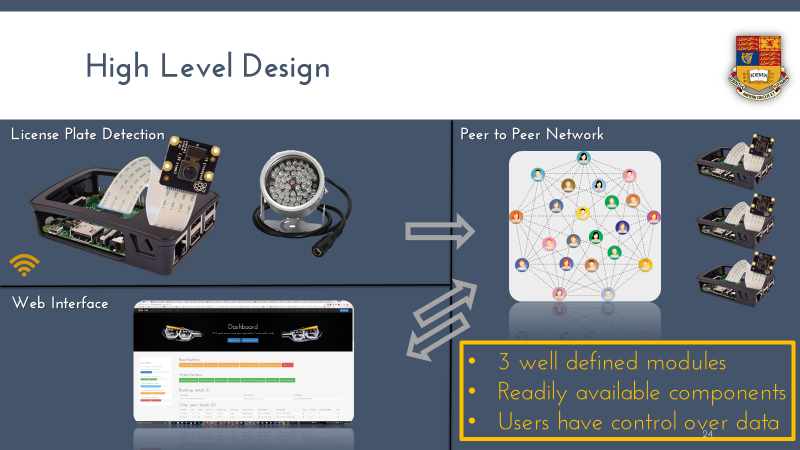 High Level Design
SCIENTIA
License Plate Detection
Peer to Peer Network
Web Interface
Dashboard
• 3 well defined modules
• Readily available components
• Users have control over data
24